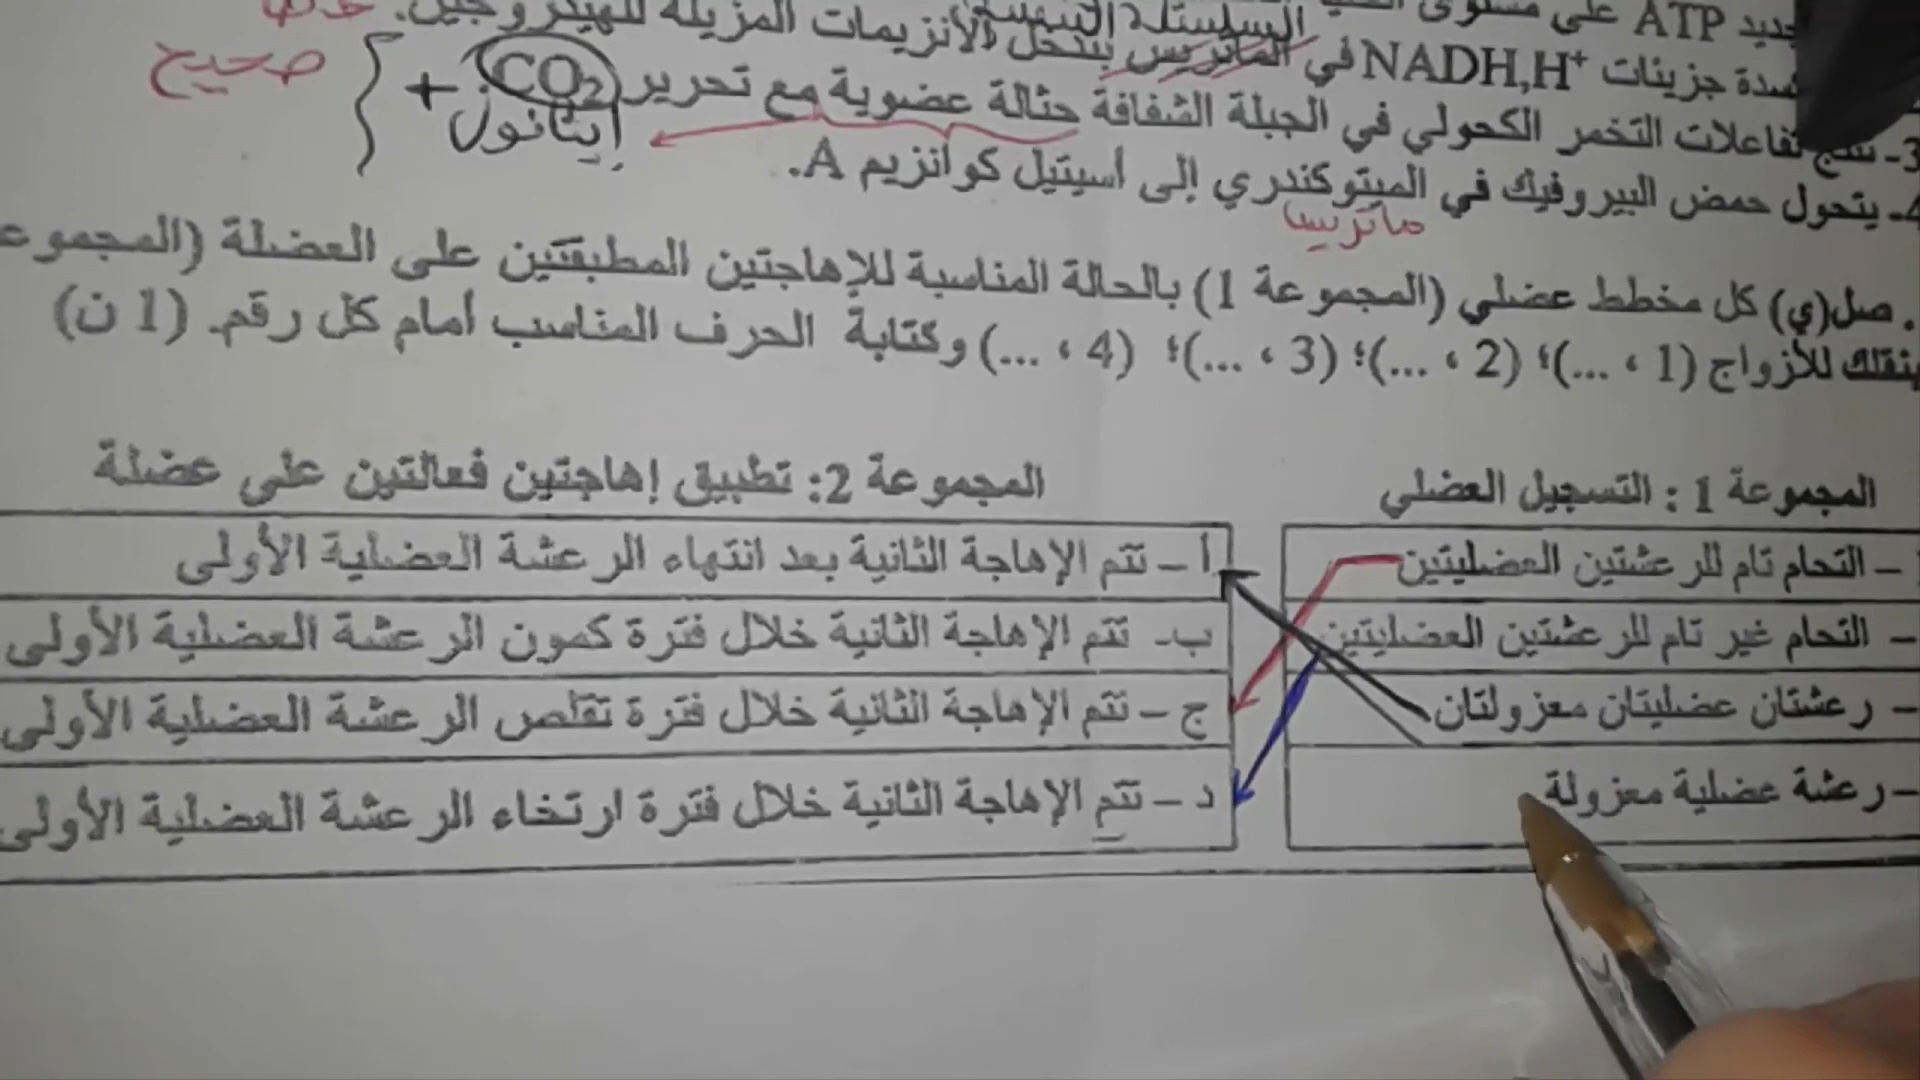 جديد ATP على مستوى
السلسلة التنفسية
سدة جزيئات NADH,H⁺ في الماتريس بتدخل الأنزيمات المزيلة للهيدروجين.
3- تنتج تفاعلات التخمر الكحولي في الجبلة الشفافة حثالة عضوية مع تحرير CO₂ + إيثانول صحيح
4- يتحول حمض البيروفيك في الميتوكندري إلى أسيتيل كوأنزيم A.
ماتريس
. صل(ي) كل مخطط عضلي (المجموعة 1) بالحالة المناسبة للإهاجتين المطبقتين على العضلة (المجموعة
بنقلك للأزواج (1 ، ...)؛ (2 ، ...)؛ (3 ، ...)؛ (4 ، ...) وكتابة الحرف المناسب أمام كل رقم. (1 ن)
المجموعة 1 : التسجيل العضلي
المجموعة 2: تطبيق إهاجتين فعالتين على عضلة
– التحام تام للرعشتين العضليتين
أ – تتم الإهاجة الثانية بعد انتهاء الرعشة العضلية الأولى
– التحام غير تام للرعشتين العضليتين
ب- تتم الإهاجة الثانية خلال فترة كمون الرعشة العضلية الأولى
– رعشتان عضليتان معزولتان
ج – تتم الإهاجة الثانية خلال فترة تقلص الرعشة العضلية الأولى
– رعشة عضلية معزولة
د – تتم الإهاجة الثانية خلال فترة ارتخاء الرعشة العضلية الأولى